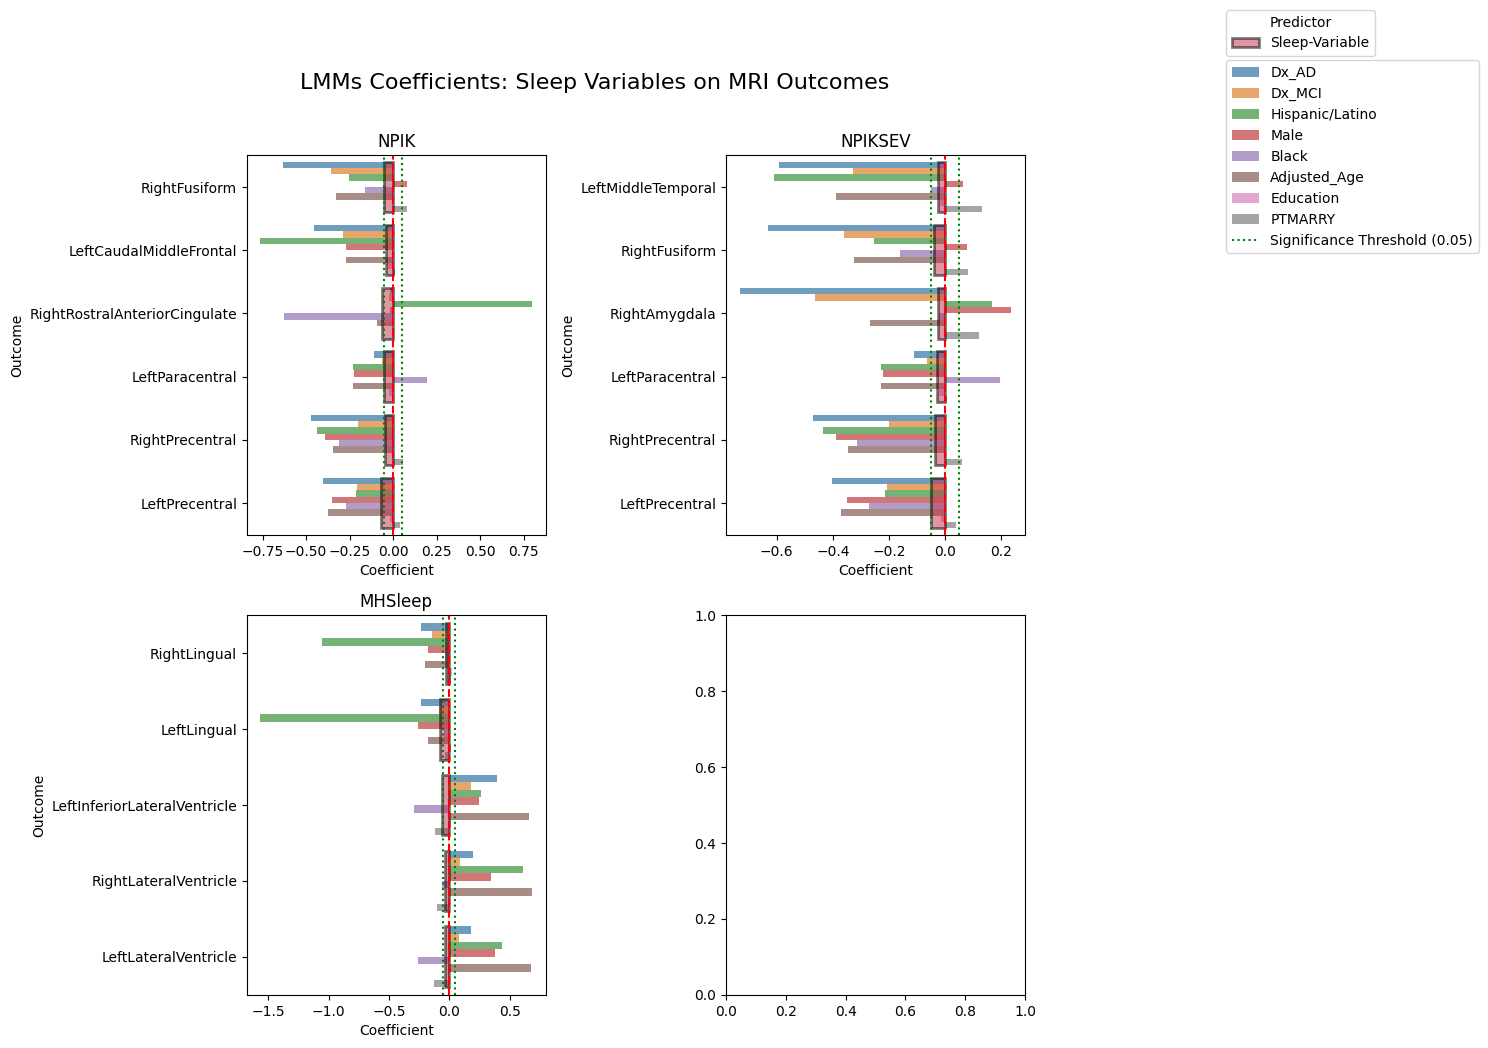 Predictor
Sleep-Variable
LMMs Coefficients: Sleep Variables on MRI Outcomes
Dx_AD
Dx_MCI
Hispanic/Latino
Male
Black
Adjusted_Age
Education
PTMARRY
Significance Threshold (0.05)
NPIK
Outcome
RightFusiform
LeftCaudalMiddleFrontal
RightRostralAnteriorCingulate
LeftParacentral
RightPrecentral
LeftPrecentral
−0.75 −0.50 −0.25 0.00 0.25 0.50 0.75
Coefficient
NPIKSEV
Outcome
LeftMiddleTemporal
RightFusiform
RightAmygdala
LeftParacentral
RightPrecentral
LeftPrecentral
−0.6 −0.4 −0.2 0.0 0.2
Coefficient
MHSleep
Outcome
RightLingual
LeftLingual
LeftInferiorLateralVentricle
RightLateralVentricle
LeftLateralVentricle
−1.5 −1.0 −0.5 0.0 0.5
Coefficient
1.0
0.8
0.6
0.4
0.2
0.0
0.0 0.2 0.4 0.6 0.8 1.0